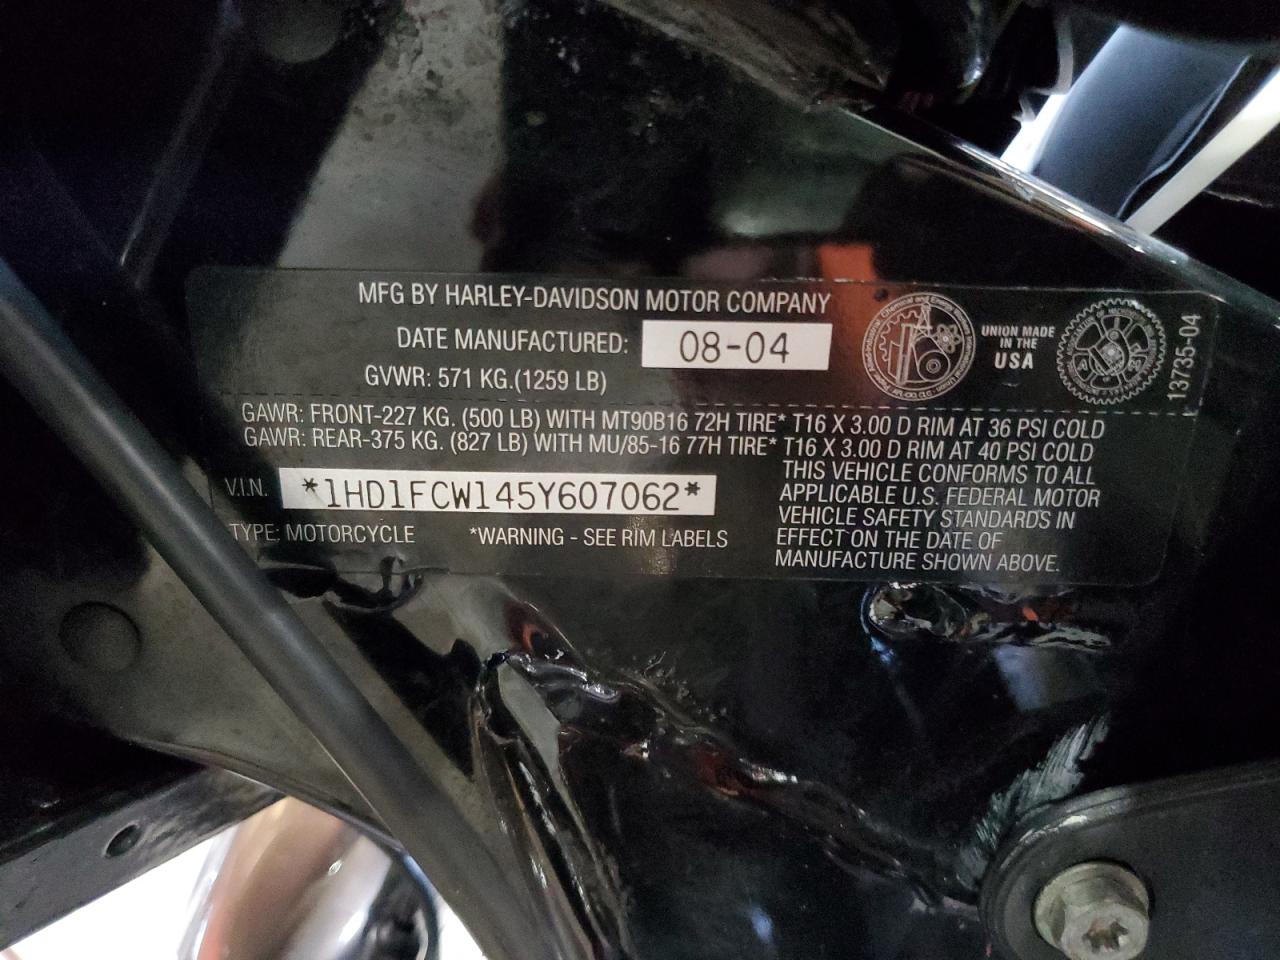 MFG BY HARLEY-DAVIDSON MOTOR COMPANY
DATE MANUFACTURED: 08-04
GVWR: 571 KG.(1259 LB)
UNION MADE
IN THE
USA
13735-04
GAWR: FRONT-227 KG. (500 LB) WITH MT90B16 72H TIRE* T16 X 3.00 D RIM AT 36 PSI COLD
GAWR: REAR-375 KG. (827 LB) WITH MU/85-16 77H TIRE* T16 X 3.00 D RIM AT 40 PSI COLD
V.I.N. *1HD1FCW145Y607062*
TYPE: MOTORCYCLE *WARNING - SEE RIM LABELS
THIS VEHICLE CONFORMS TO ALL
APPLICABLE U.S. FEDERAL MOTOR
VEHICLE SAFETY STANDARDS IN
EFFECT ON THE DATE OF
MANUFACTURE SHOWN ABOVE.